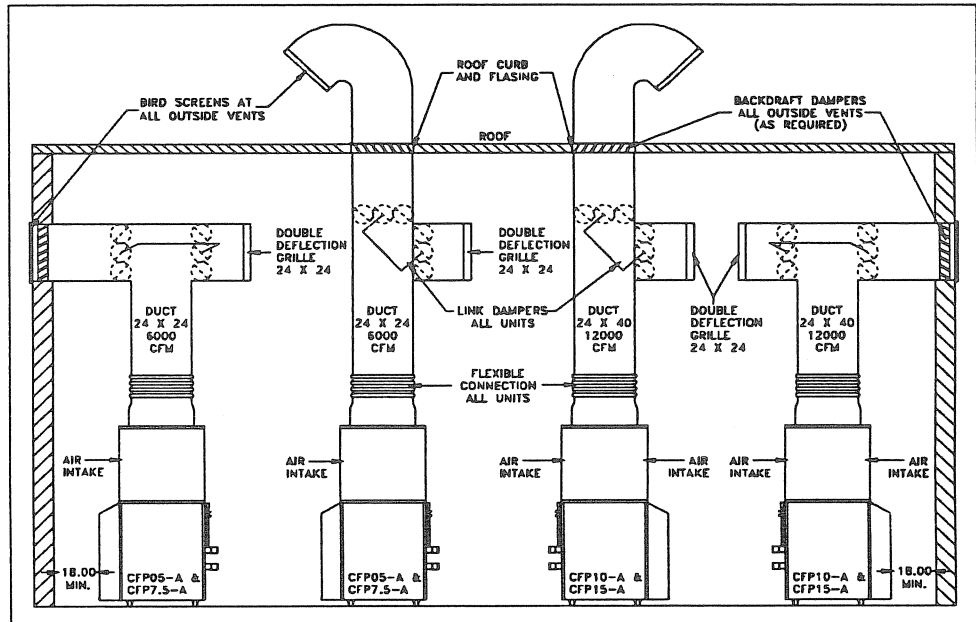 ROOF CURB
AND FLASING
BIRD SCREENS AT
ALL OUTSIDE VENTS
BACKDRAFT DAMPERS
ALL OUTSIDE VENTS
(AS REQUIRED)
ROOF
DOUBLE
DEFLECTION
GRILLE
24 X 24
DOUBLE
DEFLECTION
GRILLE
24 X 24
DUCT
24 X 24
6000
CFM
DUCT
24 X 24
6000
CFM
LINK DAMPERS
ALL UNITS
DUCT
24 X 40
12000
CFM
DOUBLE
DEFLECTION
GRILLE
24 X 24
DUCT
24 X 40
12000
CFM
FLEXIBLE
CONNECTION
ALL UNITS
AIR
INTAKE
AIR
INTAKE
AIR
INTAKE
AIR
INTAKE
AIR
INTAKE
AIR
INTAKE
18.00
MIN.
CFP05-A &
CFP7.5-A
CFP05-A &
CFP7.5-A
CFP10-A &
CFP15-A
CFP10-A &
CFP15-A
18.00
MIN.